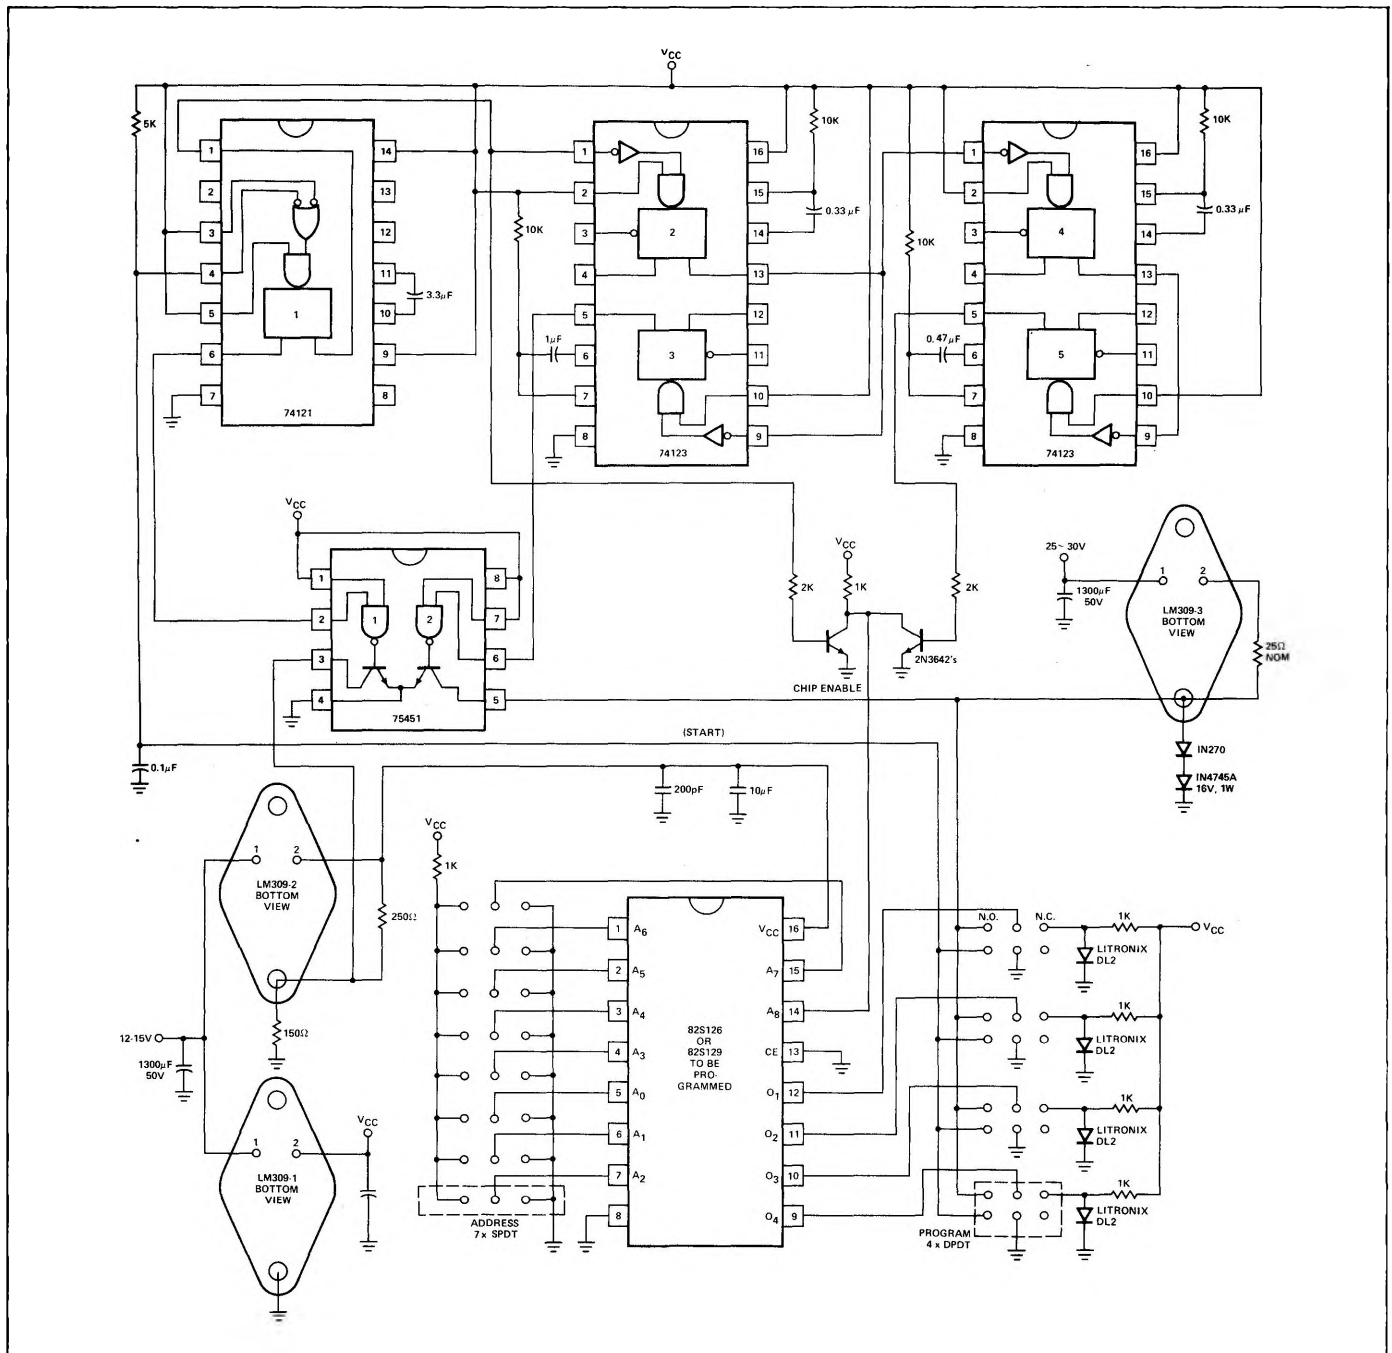 VCC
5K
1
2
3
4
5
6
7
14
13
12
11
10
9
8
1
74121
3.3μF
10K
1μF
1
2
3
4
5
6
7
8
16
15
14
13
12
11
10
9
2
3
74123
10K
0.33μF
10K
0.47μF
1
2
3
4
5
6
7
8
16
15
14
13
12
11
10
9
4
5
74123
10K
0.33μF
VCC
1
2
3
4
8
7
6
5
1
2
75451
2K
VCC
1K
2K
2N3642's
CHIP ENABLE
25~30V
1300μF
50V
1
2
LM309-3
BOTTOM
VIEW
25Ω
NOM
IN270
IN4745A
16V, 1W
(START)
0.1μF
200pF
10μF
1
2
LM309-2
BOTTOM
VIEW
250Ω
150Ω
12-15V
1300μF
50V
1
2
LM309-1
BOTTOM
VIEW
VCC
VCC
1K
ADDRESS
7 x SPDT
1 A6
2 A5
3 A4
4 A3
5 A0
6 A1
7 A2
8
VCC 16
A7 15
A8 14
CE 13
O1 12
O2 11
O3 10
O4 9
82S126
OR
82S129
TO BE
PRO-
GRAMMED
N.O.
N.C.
1K
VCC
LITRONIX
DL2
1K
LITRONIX
DL2
1K
LITRONIX
DL2
1K
LITRONIX
DL2
PROGRAM
4 x DPDT